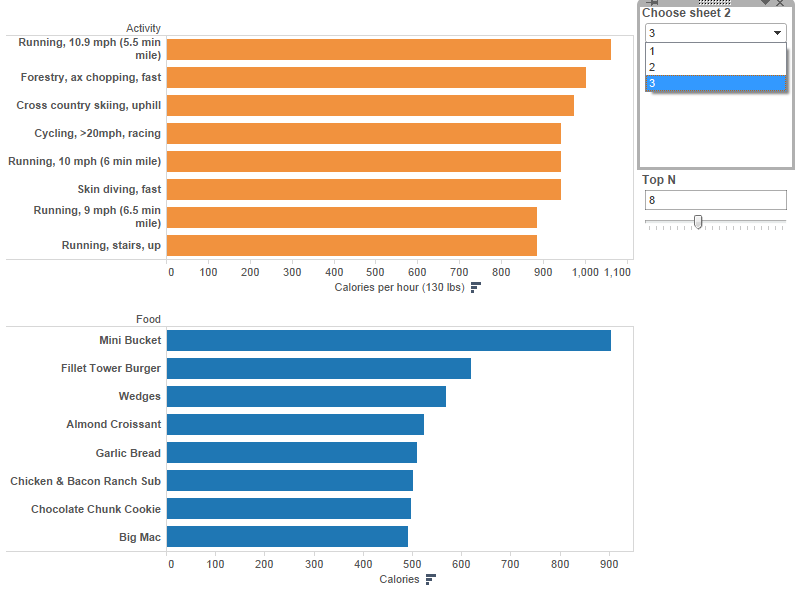 Choose sheet 2
3
1
2
3
Top N
8
Activity
Running, 10.9 mph (5.5 min
mile)
Forestry, ax chopping, fast
Cross country skiing, uphill
Cycling, >20mph, racing
Running, 10 mph (6 min mile)
Skin diving, fast
Running, 9 mph (6.5 min
mile)
Running, stairs, up
0 100 200 300 400 500 600 700 800 900 1,000 1,100
Calories per hour (130 lbs)
Food
Mini Bucket
Fillet Tower Burger
Wedges
Almond Croissant
Garlic Bread
Chicken & Bacon Ranch Sub
Chocolate Chunk Cookie
Big Mac
0 100 200 300 400 500 600 700 800 900
Calories